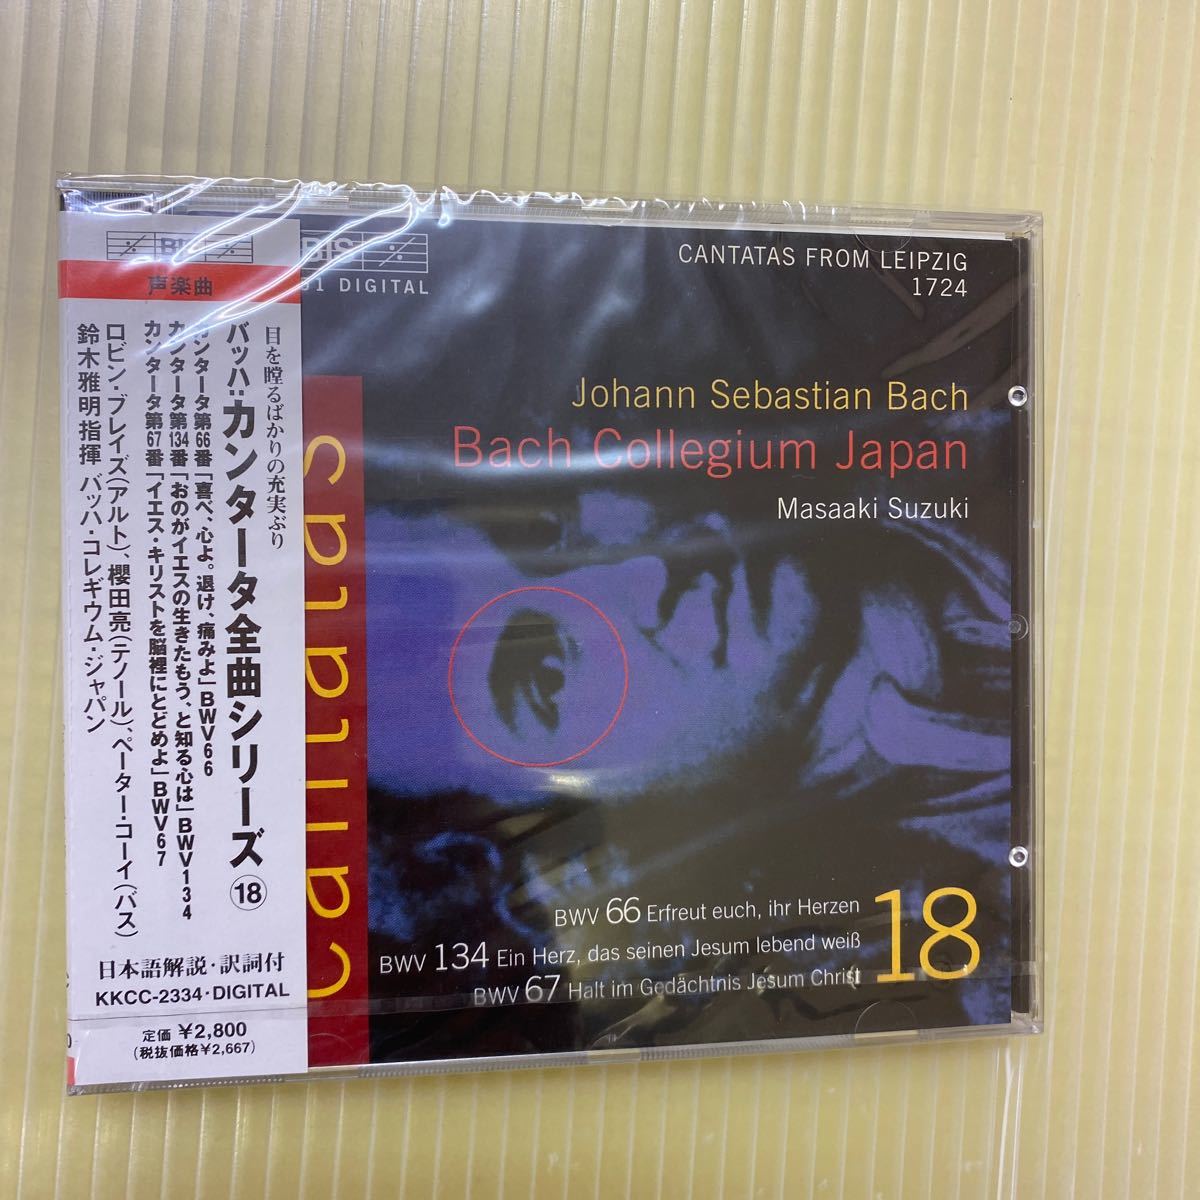 BIS
声楽曲
目を瞠るばかりの充実ぶり
バッハ:カンタータ全曲シリーズ⑱
カンタータ第66番「喜べ、心よ。退け、痛みよ」BWV66
カンタータ第134番「おのがイエスの生きたもう、と知る心は」BWV134
カンタータ第67番「イエス・キリストを脳裡にとどめよ」BWV67
ロビン・ブレイズ(アルト)、櫻田亮(テノール)、ペーター・コーイ(バス)
鈴木雅明指揮 バッハ・コレギウム・ジャパン
日本語解説・訳詞付
KKCC-2334・DIGITAL
定価 ¥2,800
(税抜価格¥2,667)
BIS
DIGITAL
CANTATAS FROM LEIPZIG
1724
Johann Sebastian Bach
Bach Collegium Japan
Masaaki Suzuki
cantatas
BWV 66 Erfreut euch, ihr Herzen
BWV 134 Ein Herz, das seinen Jesum lebend weiß
BWV 67 Halt im Gedächtnis Jesum Christ
18